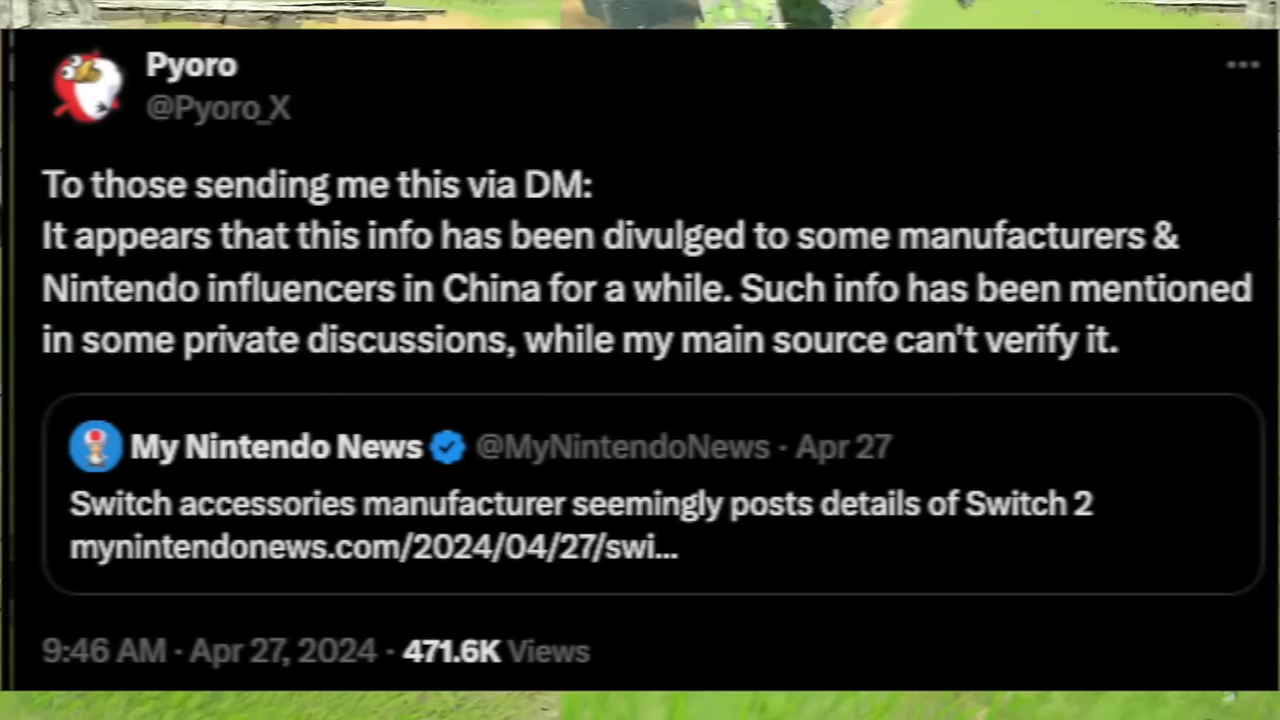 Pyoro
@Pyoro_X
To those sending me this via DM:
It appears that this info has been divulged to some manufacturers &
Nintendo influencers in China for a while. Such info has been mentioned
in some private discussions, while my main source can't verify it.
My Nintendo News @MyNintendoNews · Apr 27
Switch accessories manufacturer seemingly posts details of Switch 2
mynintendonews.com/2024/04/27/swi...
9:46 AM · Apr 27, 2024 · 471.6K Views